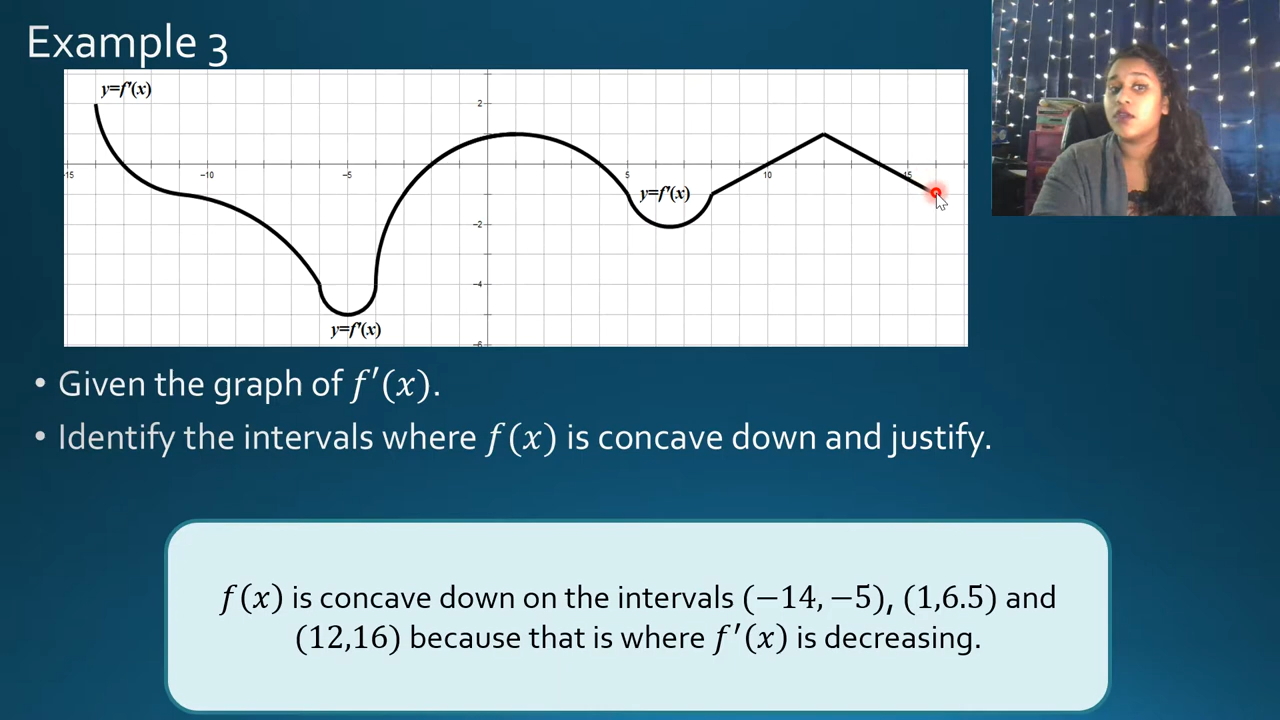 Example 3
y=f'(x)
2
-15
-10
-5
5
10
15
y=f'(x)
-2
-4
y=f'(x)
-6
• Given the graph of f′(x).
• Identify the intervals where f(x) is concave down and justify.
f(x) is concave down on the intervals (−14, −5), (1,6.5) and
(12,16) because that is where f′(x) is decreasing.